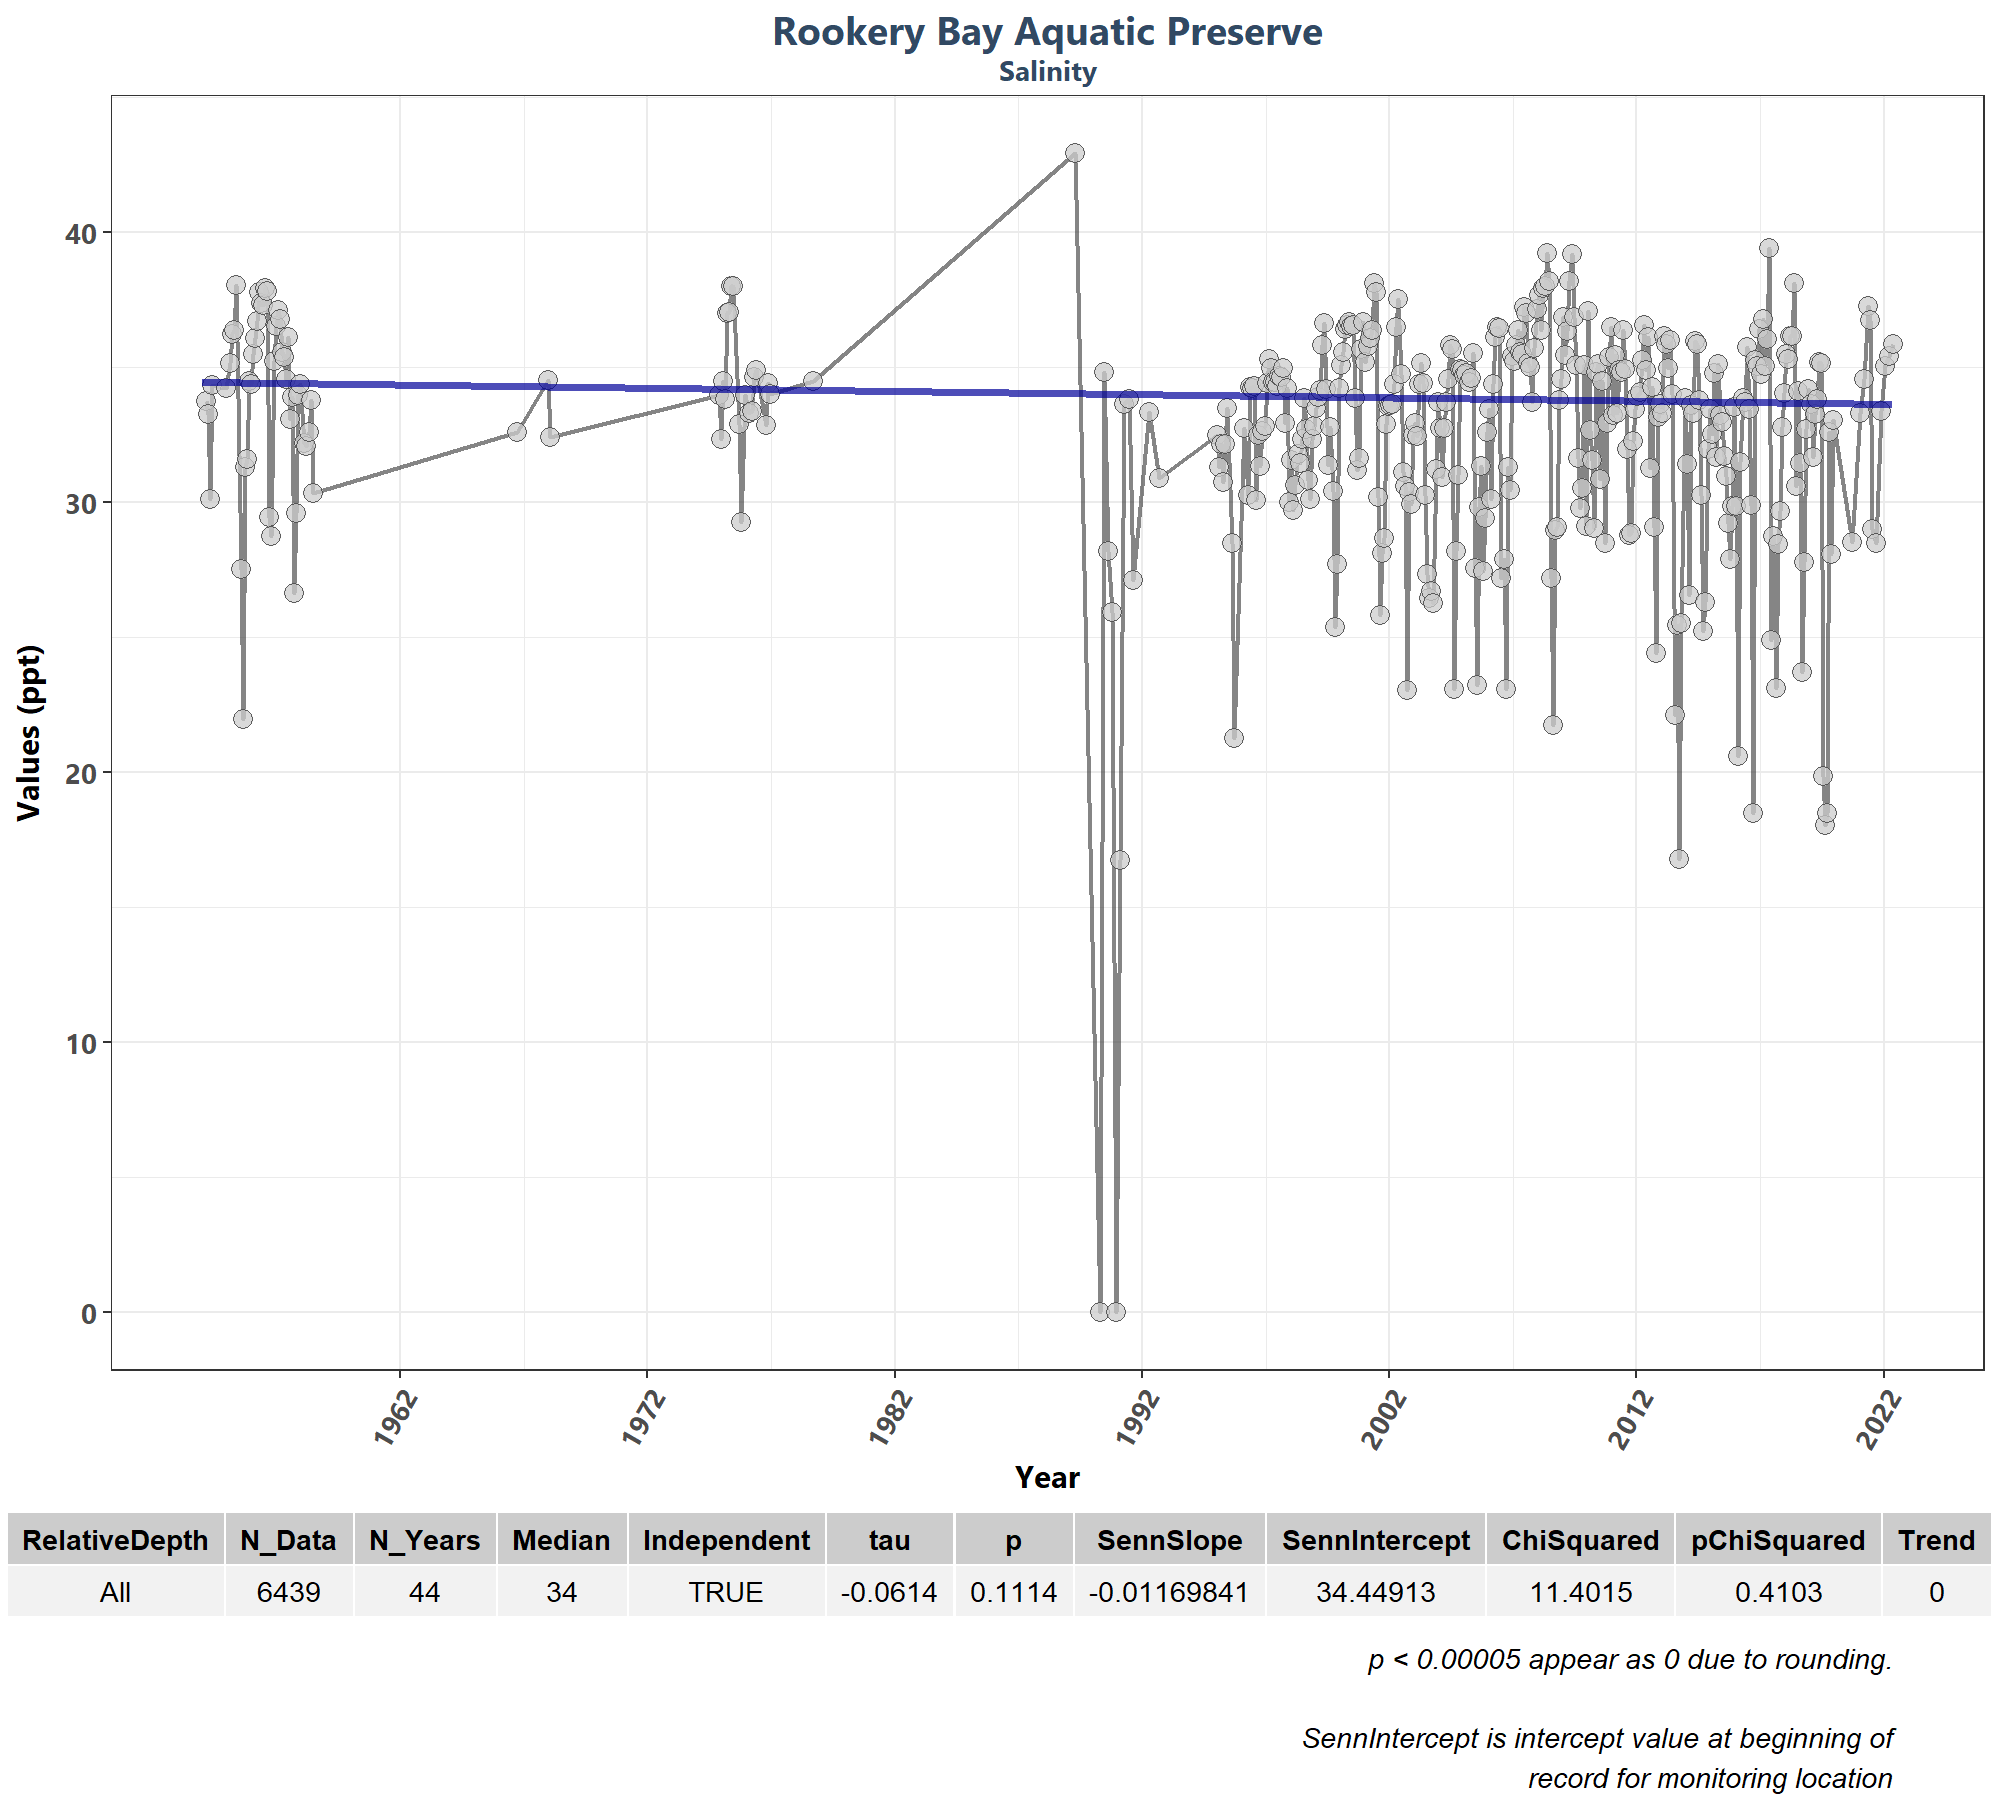 Rookery Bay Aquatic Preserve
Salinity
Values (ppt)
40
30
20
10
0
1962 1972 1982 1992 2002 2012 2022
Year
RelativeDepth N_Data N_Years Median Independent tau p SennSlope SennIntercept ChiSquared pChiSquared Trend
All 6439 44 34 TRUE -0.0614 0.1114 -0.01169841 34.44913 11.4015 0.4103 0
p < 0.00005 appear as 0 due to rounding.
SennIntercept is intercept value at beginning of
record for monitoring location